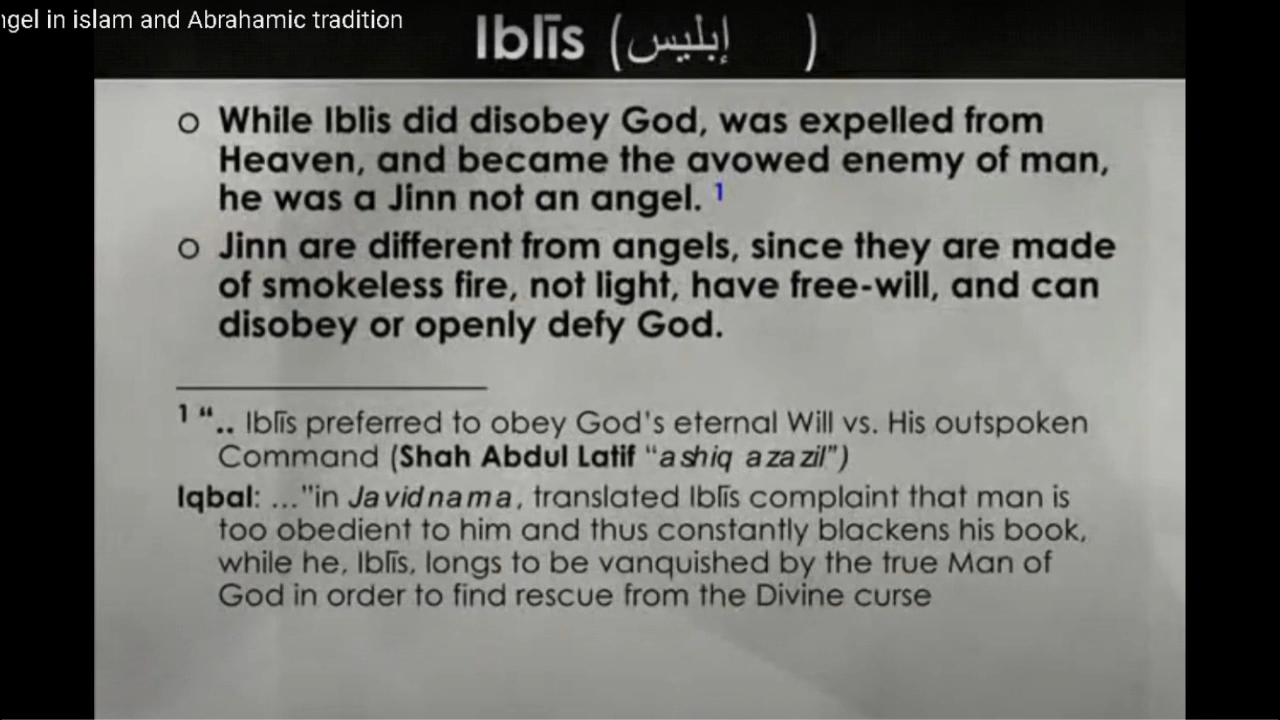 ngel in islam and Abrahamic tradition
Iblīs (إبليس )
o While Iblis did disobey God, was expelled from
Heaven, and became the avowed enemy of man,
he was a Jinn not an angel. 1
o Jinn are different from angels, since they are made
of smokeless fire, not light, have free-will, and can
disobey or openly defy God.
1 “.. Iblīs preferred to obey God's eternal Will vs. His outspoken
Command (Shah Abdul Latif “ashiq azazil”)
Iqbal: ..."in Javidnama, translated Iblīs complaint that man is
too obedient to him and thus constantly blackens his book,
while he, Iblīs, longs to be vanquished by the true Man of
God in order to find rescue from the Divine curse